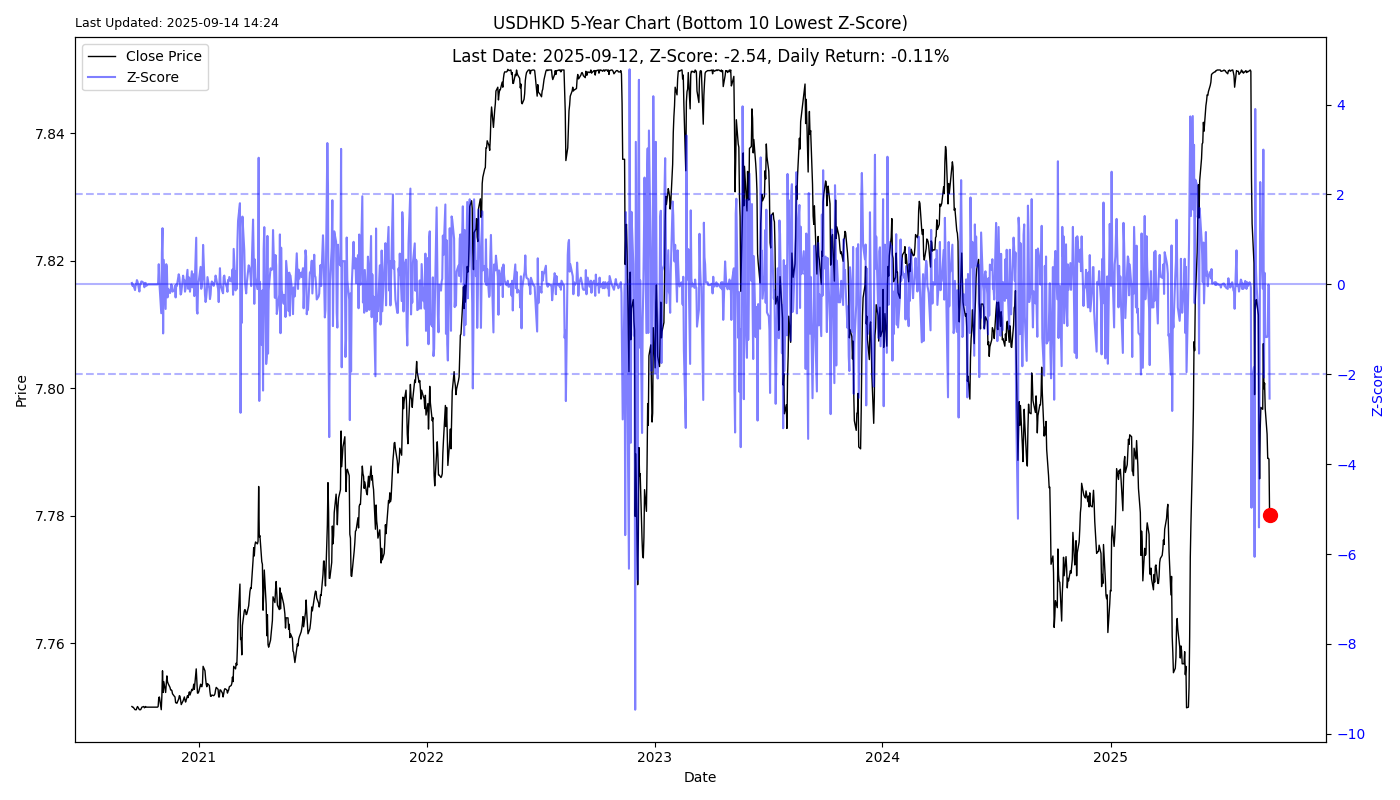 Last Updated: 2025-09-14 14:24
USDHKD 5-Year Chart (Bottom 10 Lowest Z-Score)
Last Date: 2025-09-12, Z-Score: -2.54, Daily Return: -0.11%
Close Price
Z-Score
7.84
7.82
7.80
7.78
7.76
Price
4
2
0
−2
−4
−6
−8
−10
Z-Score
2021
2022
2023
2024
2025
Date